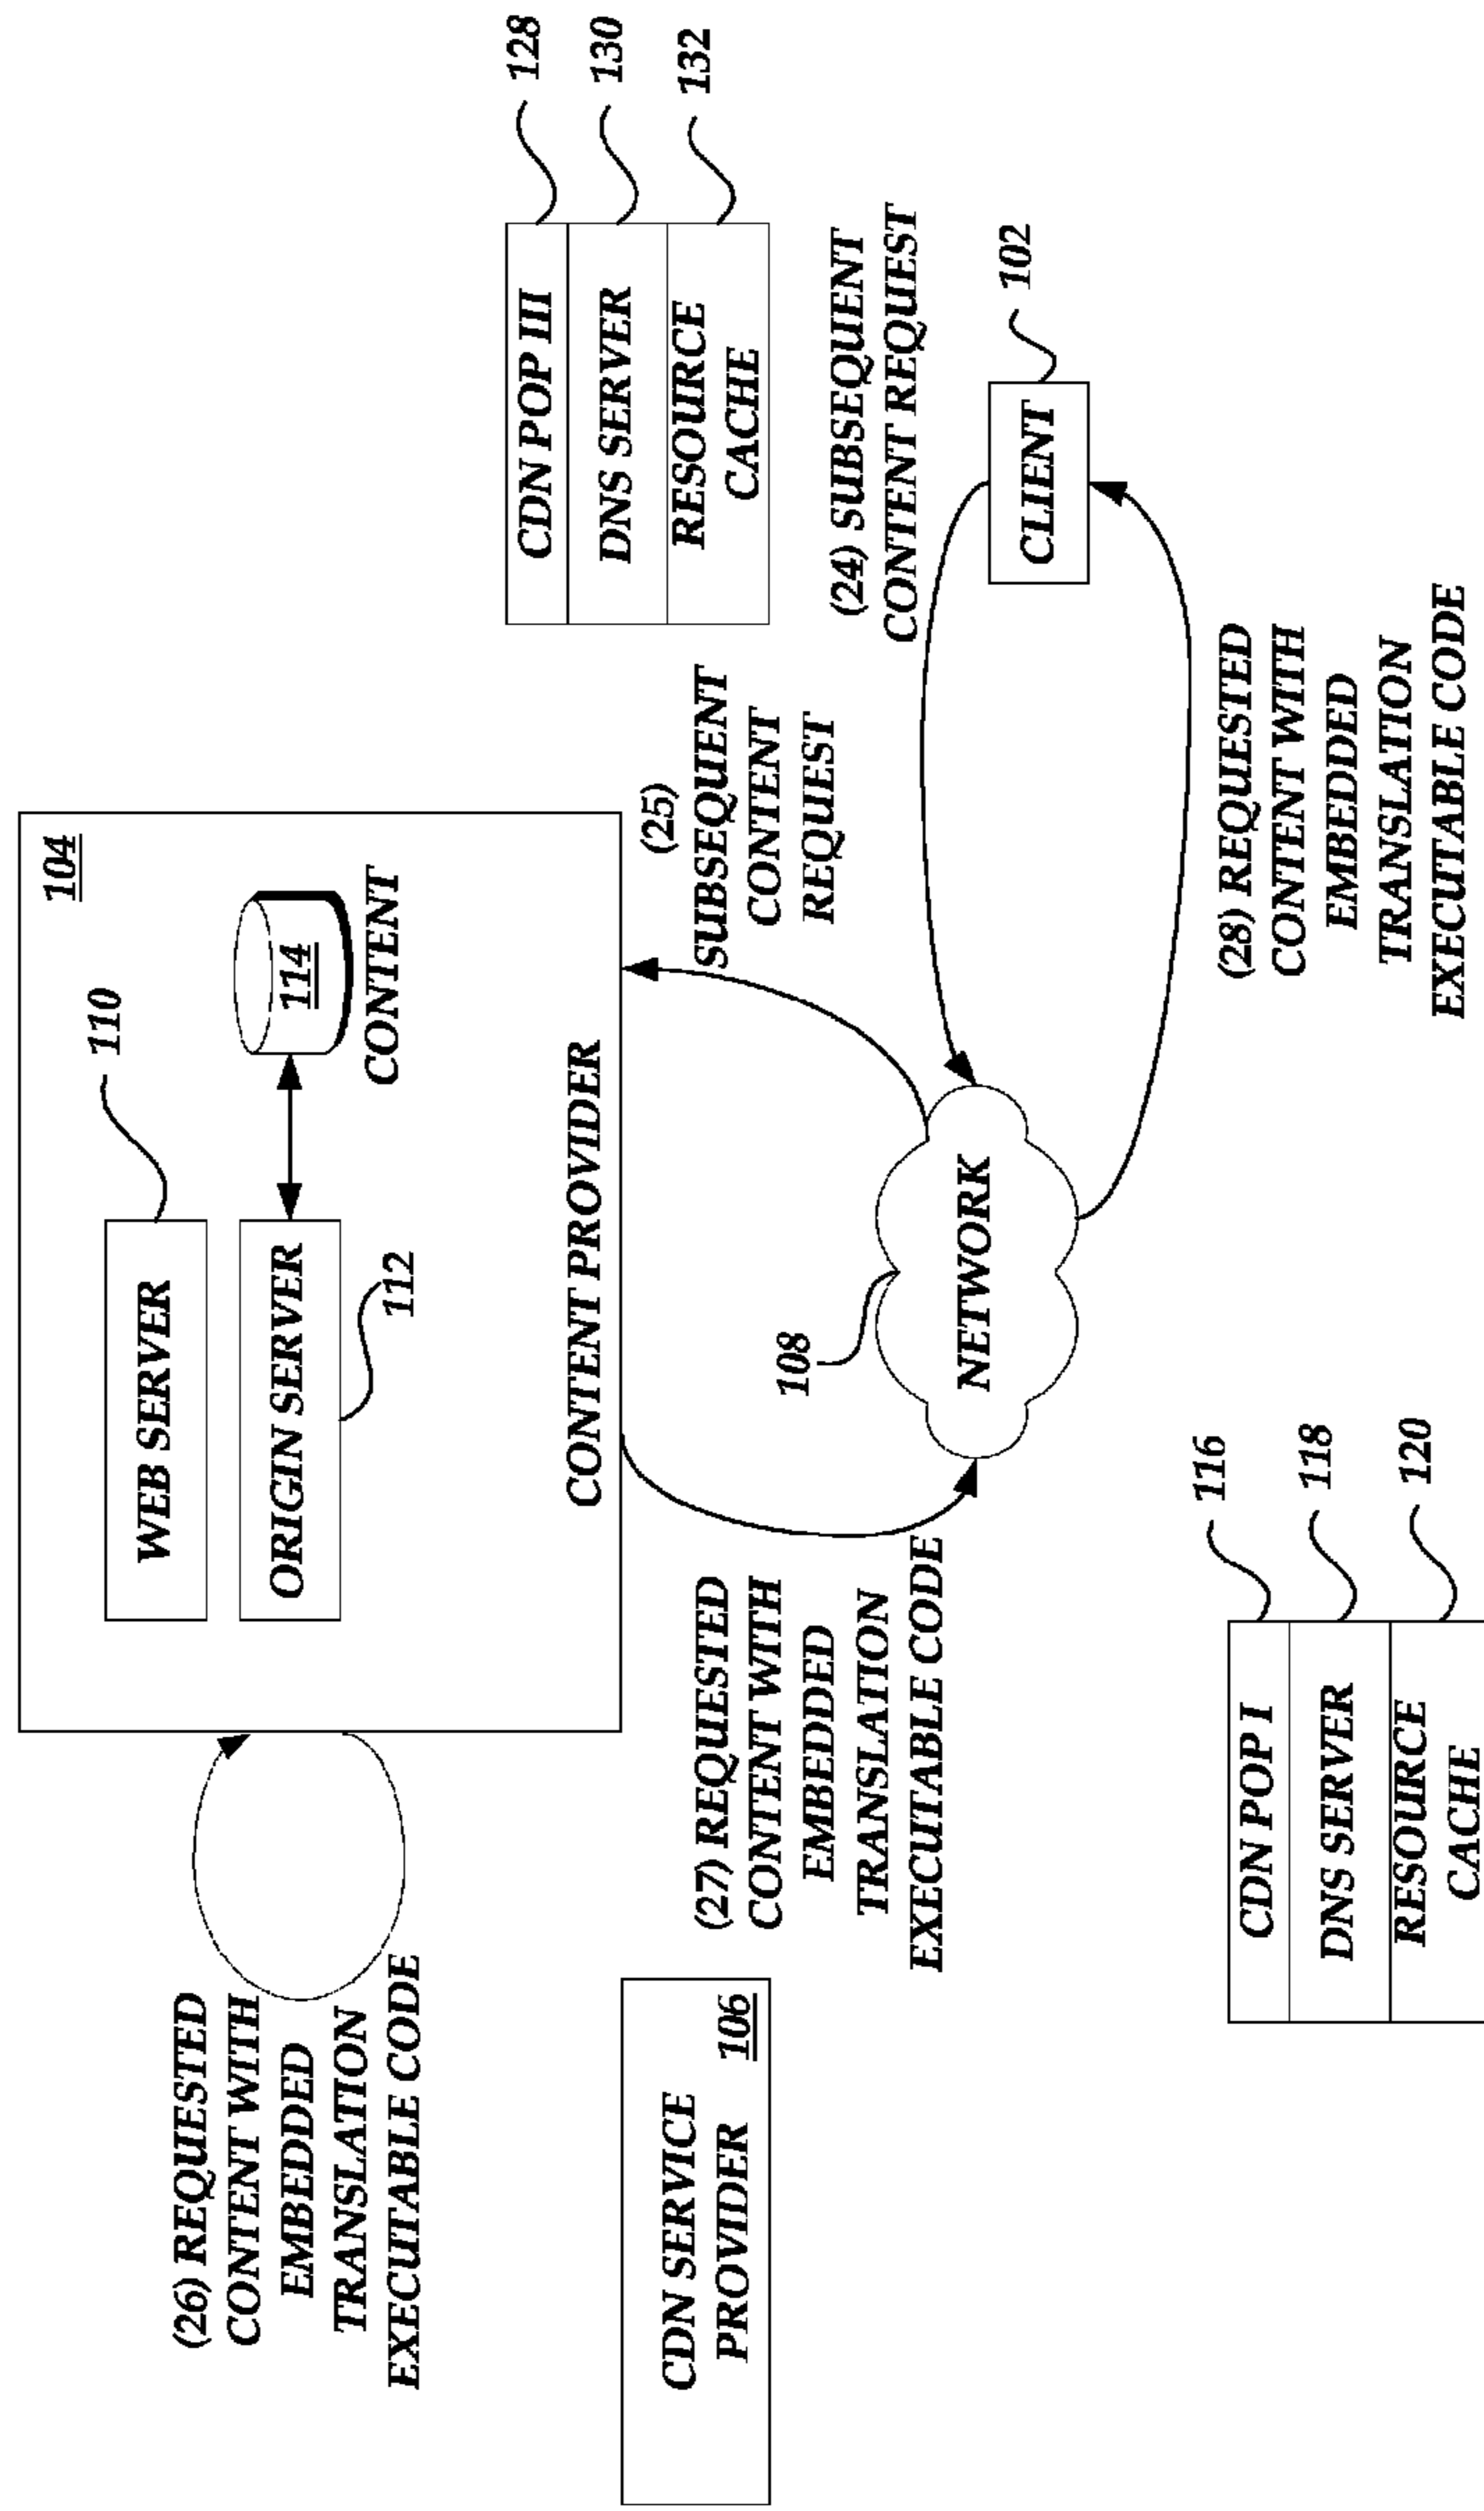 (26) REQUESTED
CONTENT WITH
EMBEDDED
TRANSLATION
EXECUTABLE CODE
104
WEB SERVER
110
ORIGIN SERVER
112
114
CONTENT
CONTENT PROVIDER
CDN SERVICE
PROVIDER
106
(27) REQUESTED
CONTENT WITH
EMBEDDED
TRANSLATION
EXECUTABLE CODE
(25)
SUBSEQUENT
CONTENT
REQUEST
CDN POP III
DNS SERVER
RESOURCE
CACHE
128
130
132
108
NETWORK
(24) SUBSEQUENT
CONTENT REQUEST
CLIENT
102
CDN POP I
DNS SERVER
RESOURCE
CACHE
116
118
120
(28) REQUESTED
CONTENT WITH
EMBEDDED
TRANSLATION
EXECUTABLE CODE